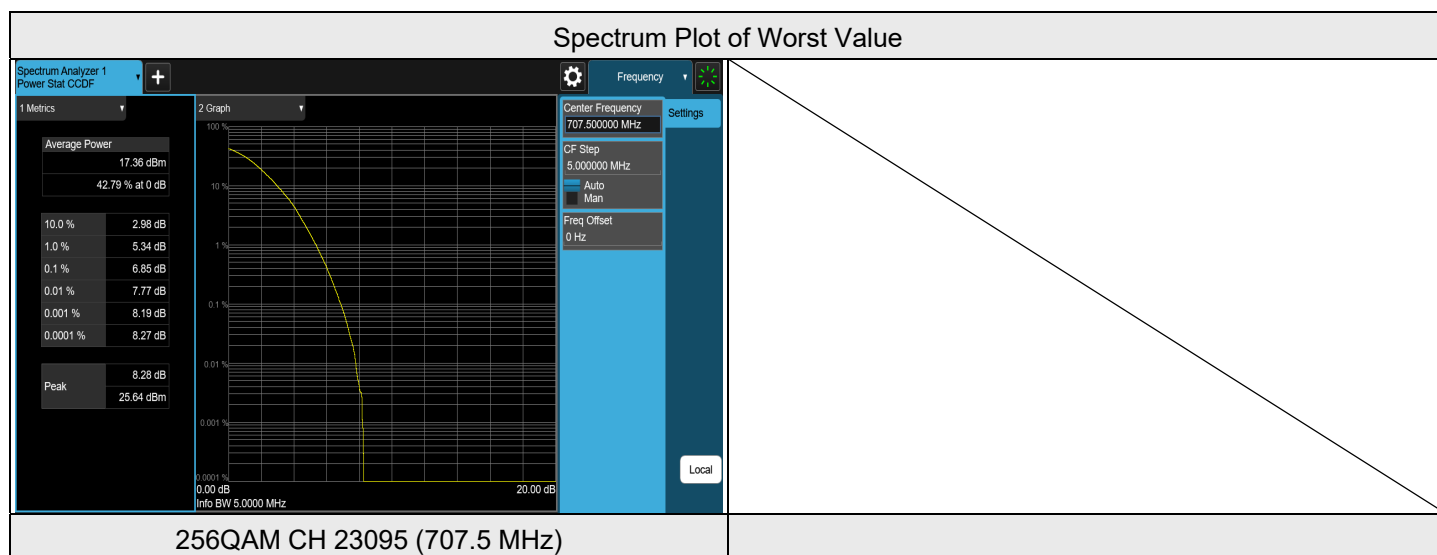 Spectrum Plot of Worst Value
Spectrum Analyzer 1
Power Stat CCDF
+
Frequency
1 Metrics
2 Graph
Center Frequency
707.500000 MHz
Settings
CF Step
5.000000 MHz
Auto
Man
Freq Offset
0 Hz
Average Power
17.36 dBm
42.79 % at 0 dB
10.0 % 2.98 dB
1.0 % 5.34 dB
0.1 % 6.85 dB
0.01 % 7.77 dB
0.001 % 8.19 dB
0.0001 % 8.27 dB
Peak 8.28 dB
25.64 dBm
100 %
10 %
1 %
0.1 %
0.01 %
0.001 %
0.0001 %
0.00 dB 20.00 dB
Info BW 5.0000 MHz
Local
256QAM CH 23095 (707.5 MHz)